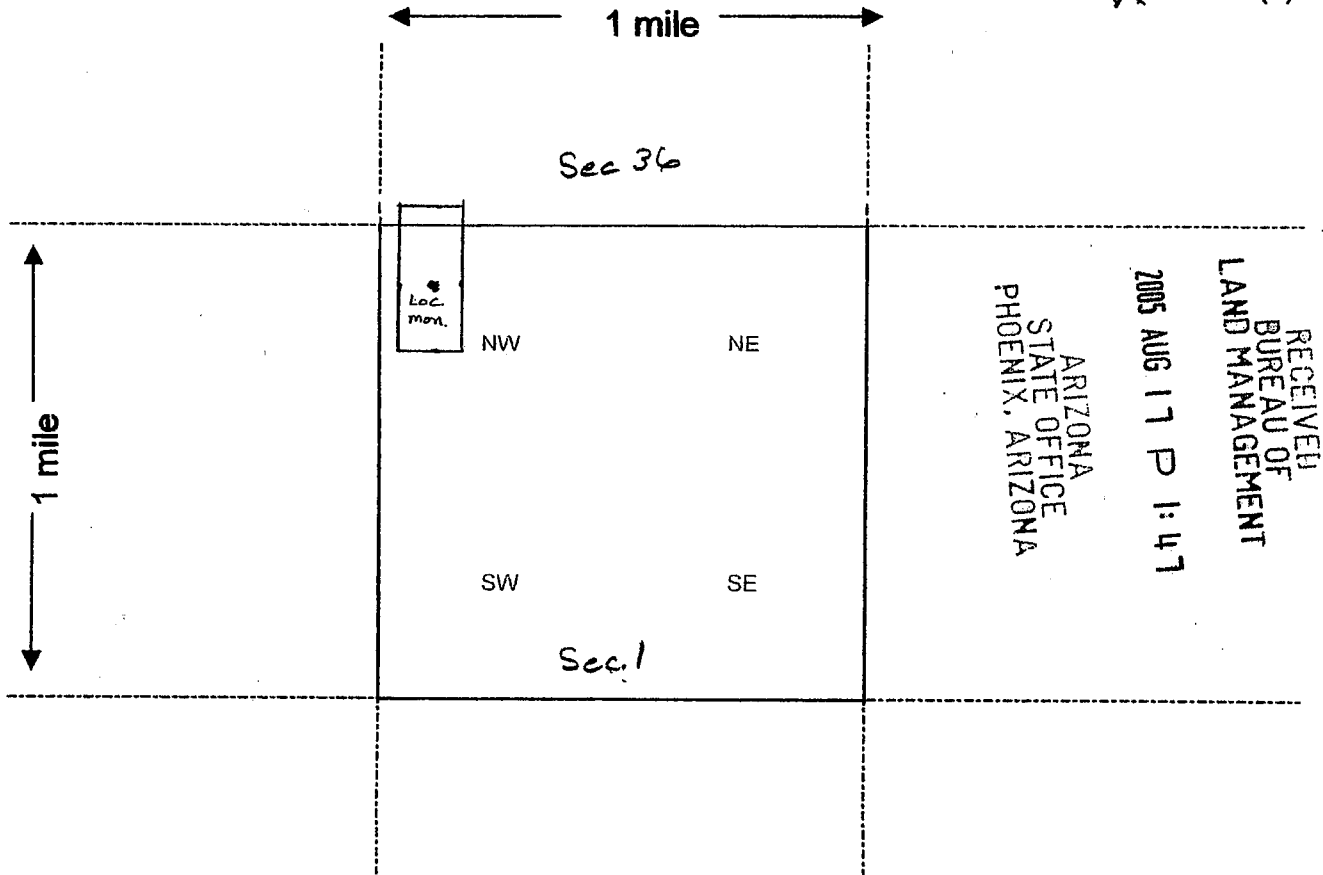 1 mile
Sec 36
Loc.
mon.
NW
NE
1 mile
SW
SE
Sec. 1
RECEIVED
BUREAU OF
LAND MANAGEMENT
2005 AUG 17 P 1:47
ARIZONA
STATE OFFICE
PHOENIX, ARIZONA